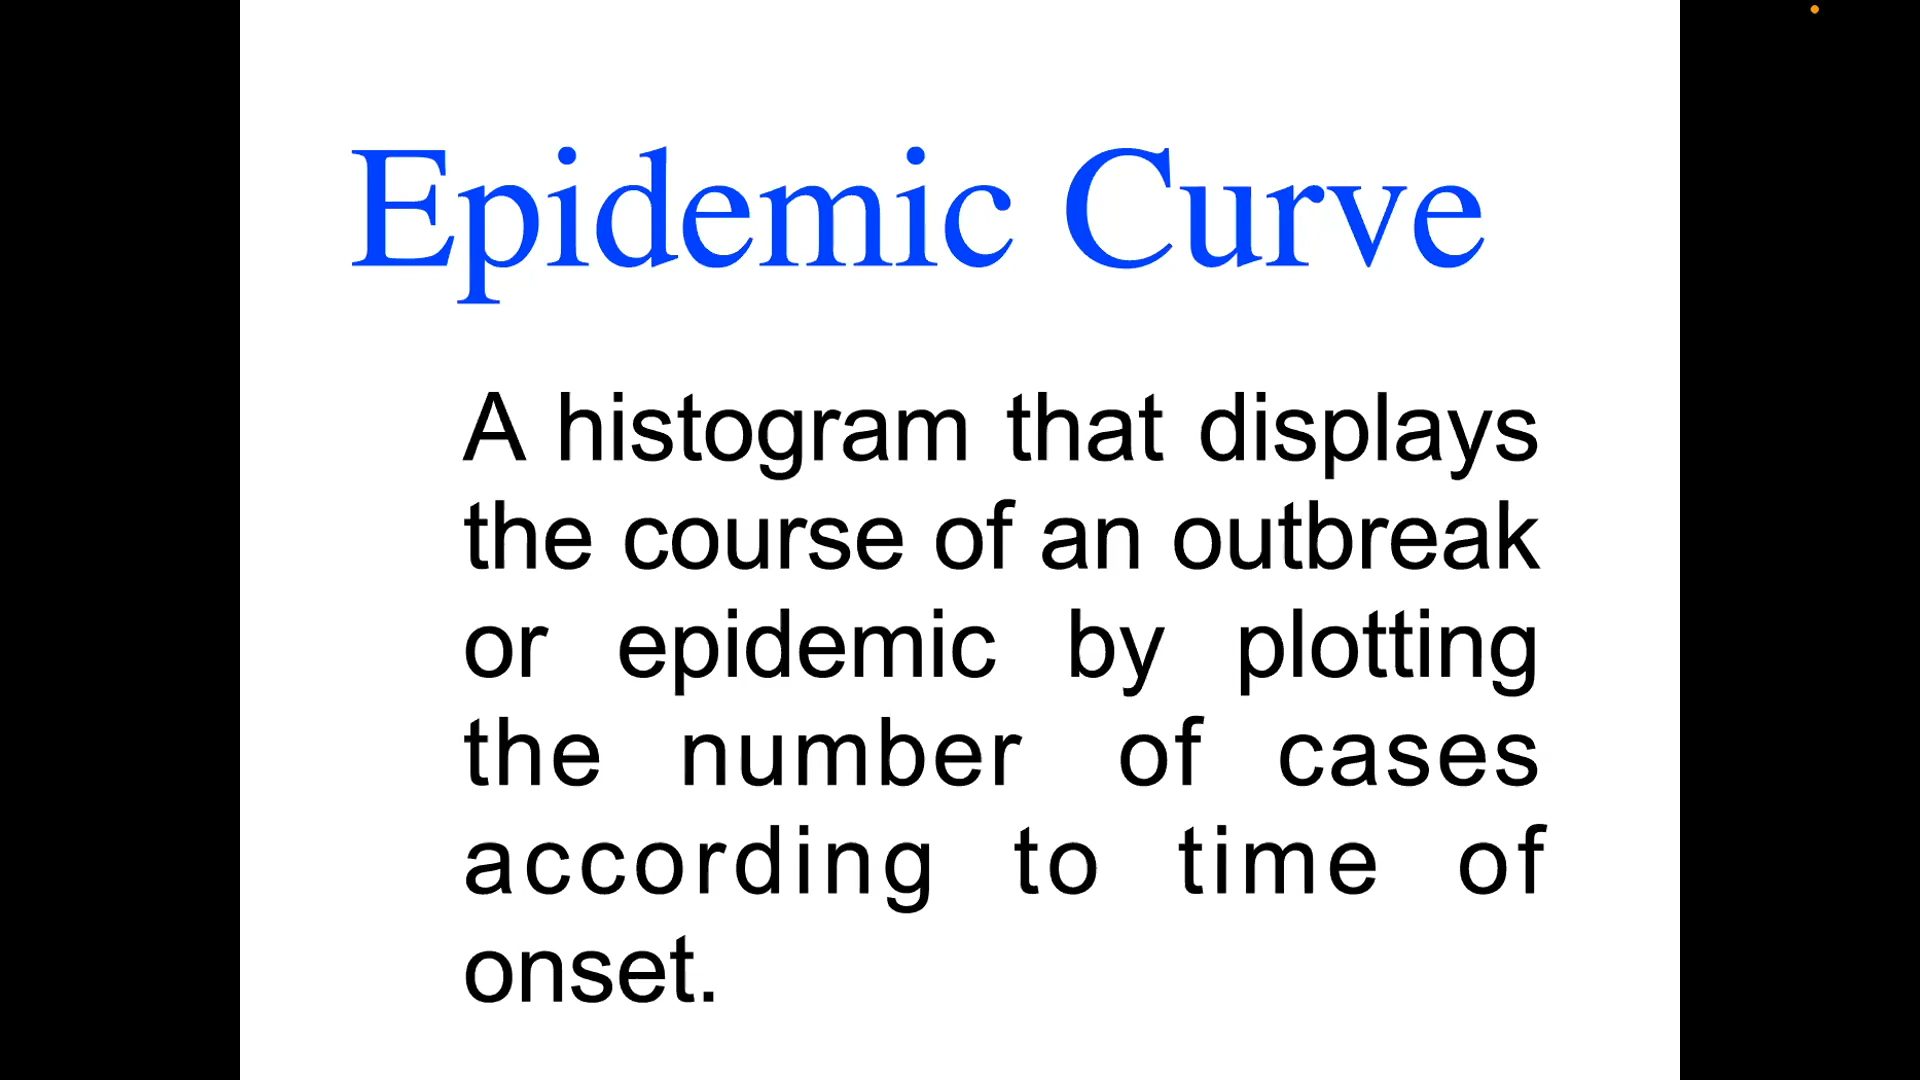 Epidemic Curve
A histogram that displays
the course of an outbreak
or epidemic by plotting
the number of cases
according to time of
onset.